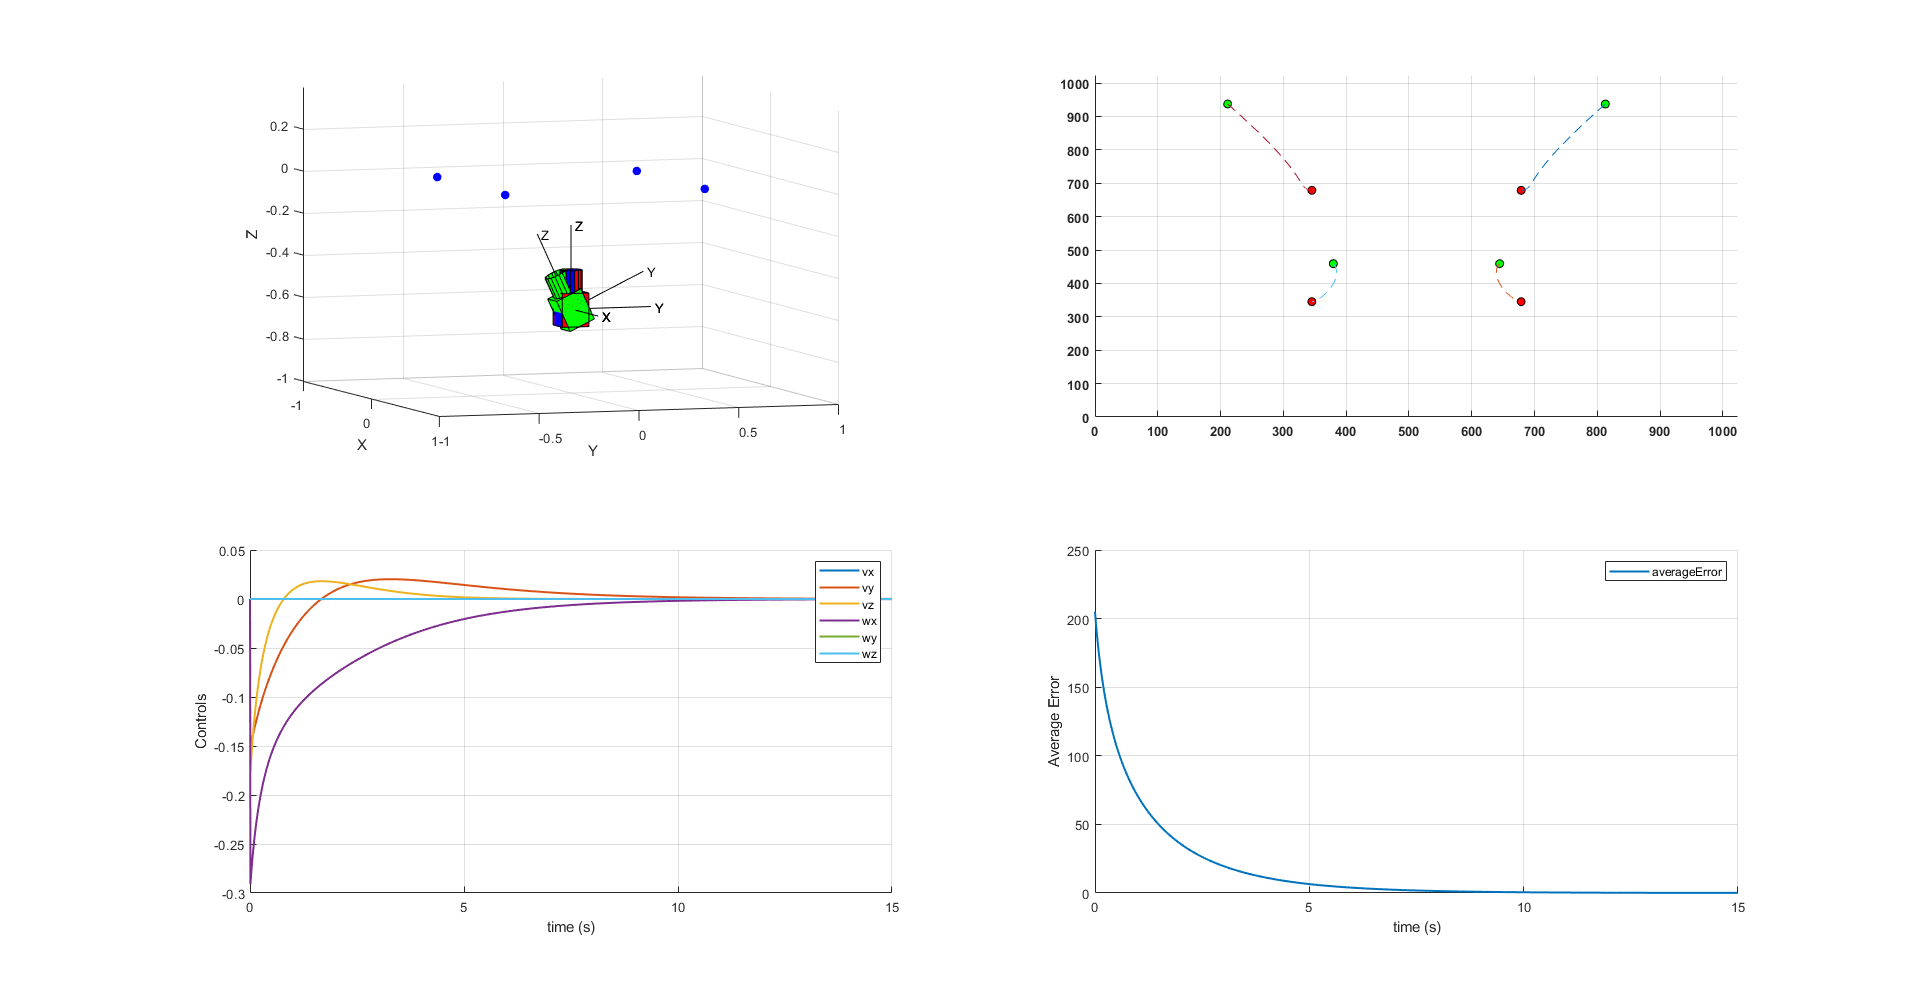 0.2
0
-0.2
-0.4
-0.6
-0.8
-1
Z
-1
0
1
X
-1
-0.5
0
0.5
1
Y
Z
Z
Y
Y
X
1000
900
800
700
600
500
400
300
200
100
0
0 100 200 300 400 500 600 700 800 900 1000
0.05
0
-0.05
-0.1
-0.15
-0.2
-0.25
-0.3
Controls
0 5 10 15
time (s)
vx
vy
vz
wx
wy
wz
250
200
150
100
50
0
Average Error
0 5 10 15
time (s)
averageError